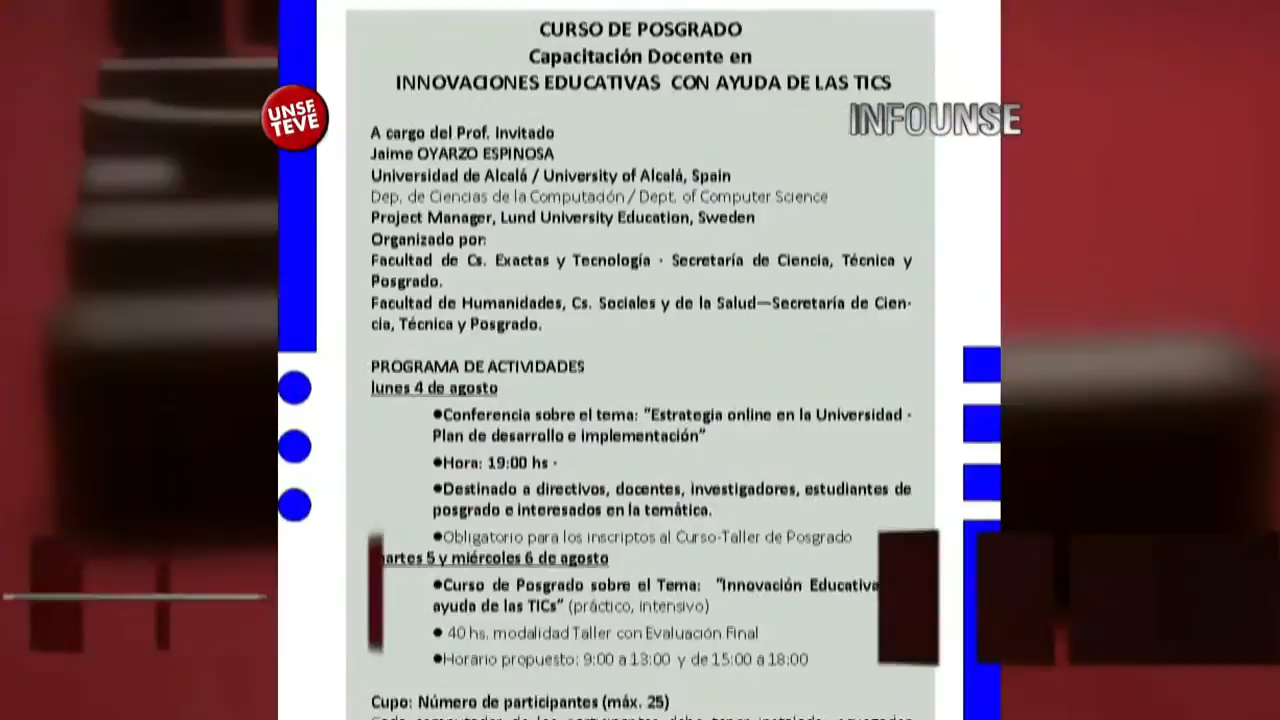 CURSO DE POSGRADO
Capacitación Docente en
INNOVACIONES EDUCATIVAS CON AYUDA DE LAS TICS
UNSE
TEVE
INFOUNSE
A cargo del Prof. Invitado
Jaime OYARZO ESPINOSA
Universidad de Alcalá / University of Alcalá, Spain
Dep. de Ciencias de la Computación / Dept. of Computer Science
Project Manager, Lund University Education, Sweden
Organizado por:
Facultad de Cs. Exactas y Tecnología - Secretaría de Ciencia, Técnica y
Posgrado.
Facultad de Humanidades, Cs. Sociales y de la Salud—Secretaría de Cien-
cia, Técnica y Posgrado.
PROGRAMA DE ACTIVIDADES
lunes 4 de agosto
●Conferencia sobre el tema: "Estrategia online en la Universidad -
Plan de desarrollo e implementación"
●Hora: 19:00 hs -
●Destinado a directivos, docentes, investigadores, estudiantes de
posgrado e interesados en la temática.
●Obligatorio para los inscriptos al Curso-Taller de Posgrado
martes 5 y miércoles 6 de agosto
●Curso de Posgrado sobre el Tema: "Innovación Educativa
ayuda de las TICs" (práctico, intensivo)
● 40 hs. modalidad Taller con Evaluación Final
●Horario propuesto: 9:00 a 13:00 y de 15:00 a 18:00
Cupo: Número de participantes (máx. 25)